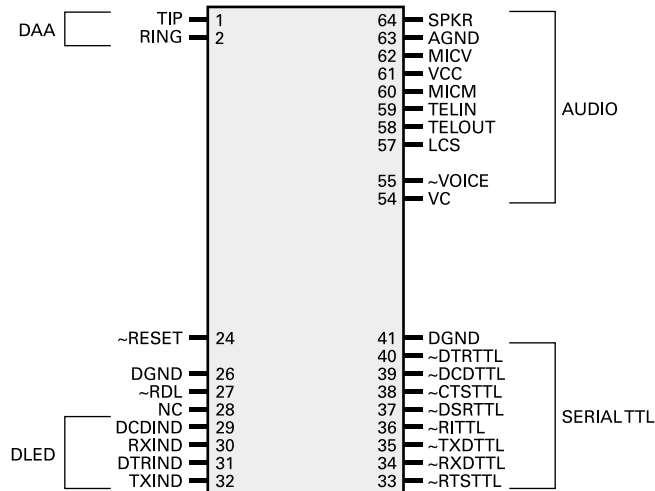 DAA
TIP 1
RING 2
64 SPKR
63 AGND
62 MICV
61 VCC
60 MICM
59 TELIN
58 TELOUT
57 LCS
55 ~VOICE
54 VC
AUDIO
~RESET 24
DGND 26
~RDL 27
NC 28
DCDIND 29
RXIND 30
DTRIND 31
TXIND 32
DLED
41 DGND
40 ~DTRTTL
39 ~DCDTTL
38 ~CTSTTL
37 ~DSRTTL
36 ~RITTL
35 ~TXDTTL
34 ~RXDTTL
33 ~RTSTTL
SERIAL TTL